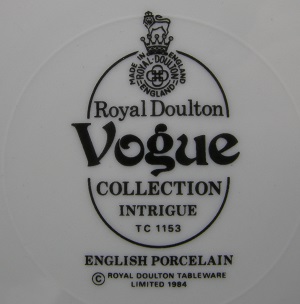 MADE IN ENGLAND
ROYAL·DOULTON·
ENGLAND
Royal Doulton
Vogue
COLLECTION
INTRIGUE
TC 1153
ENGLISH PORCELAIN
© ROYAL DOULTON TABLEWARE
LIMITED 1984